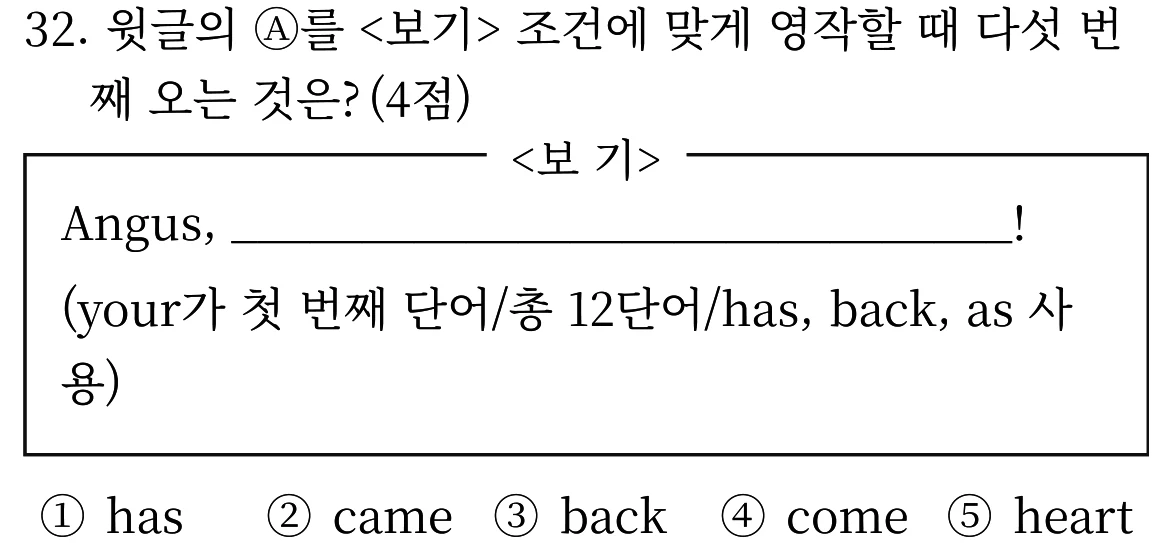 32. 윗글의 Ⓐ를 <보기> 조건에 맞게 영작할 때 다섯 번
째 오는 것은?(4점)
<보 기>
Angus, ____________________!
(your가 첫 번째 단어/총 12단어/has, back, as 사
용)
① has ② came ③ back ④ come ⑤ heart